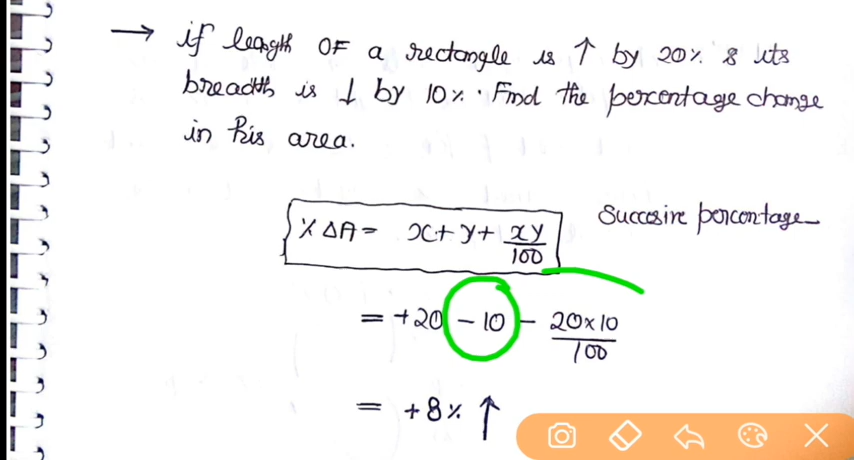 → if length OF a rectangle is ↑ by 20% & its
breadth is ↓ by 10%. Find the percentage change
in his area.
% ΔA = x + y + xy/100
Succesive percentage
= +20 - 10 - 20×10/100
= +8% ↑